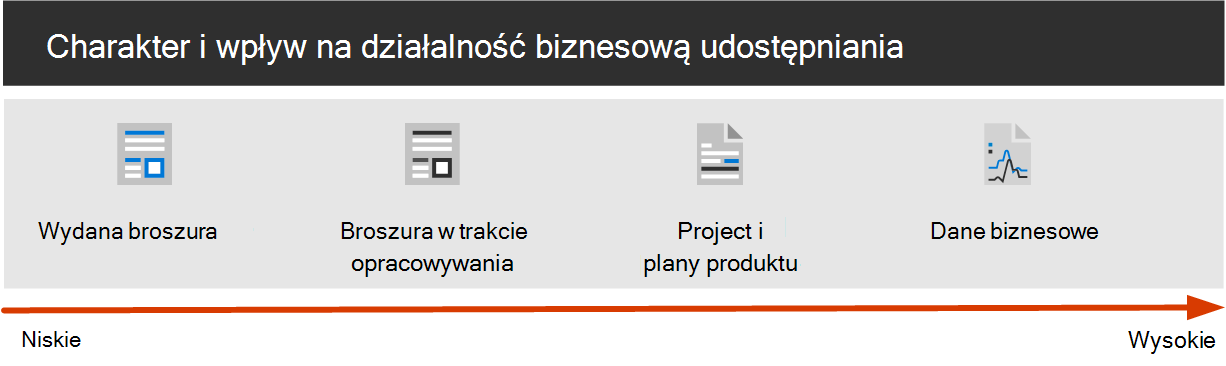 Charakter i wpływ na działalność biznesową udostępniania
Wydana broszura
Broszura w trakcie
opracowywania
Project i
plany produktu
Dane biznesowe
Niskie
Wysokie